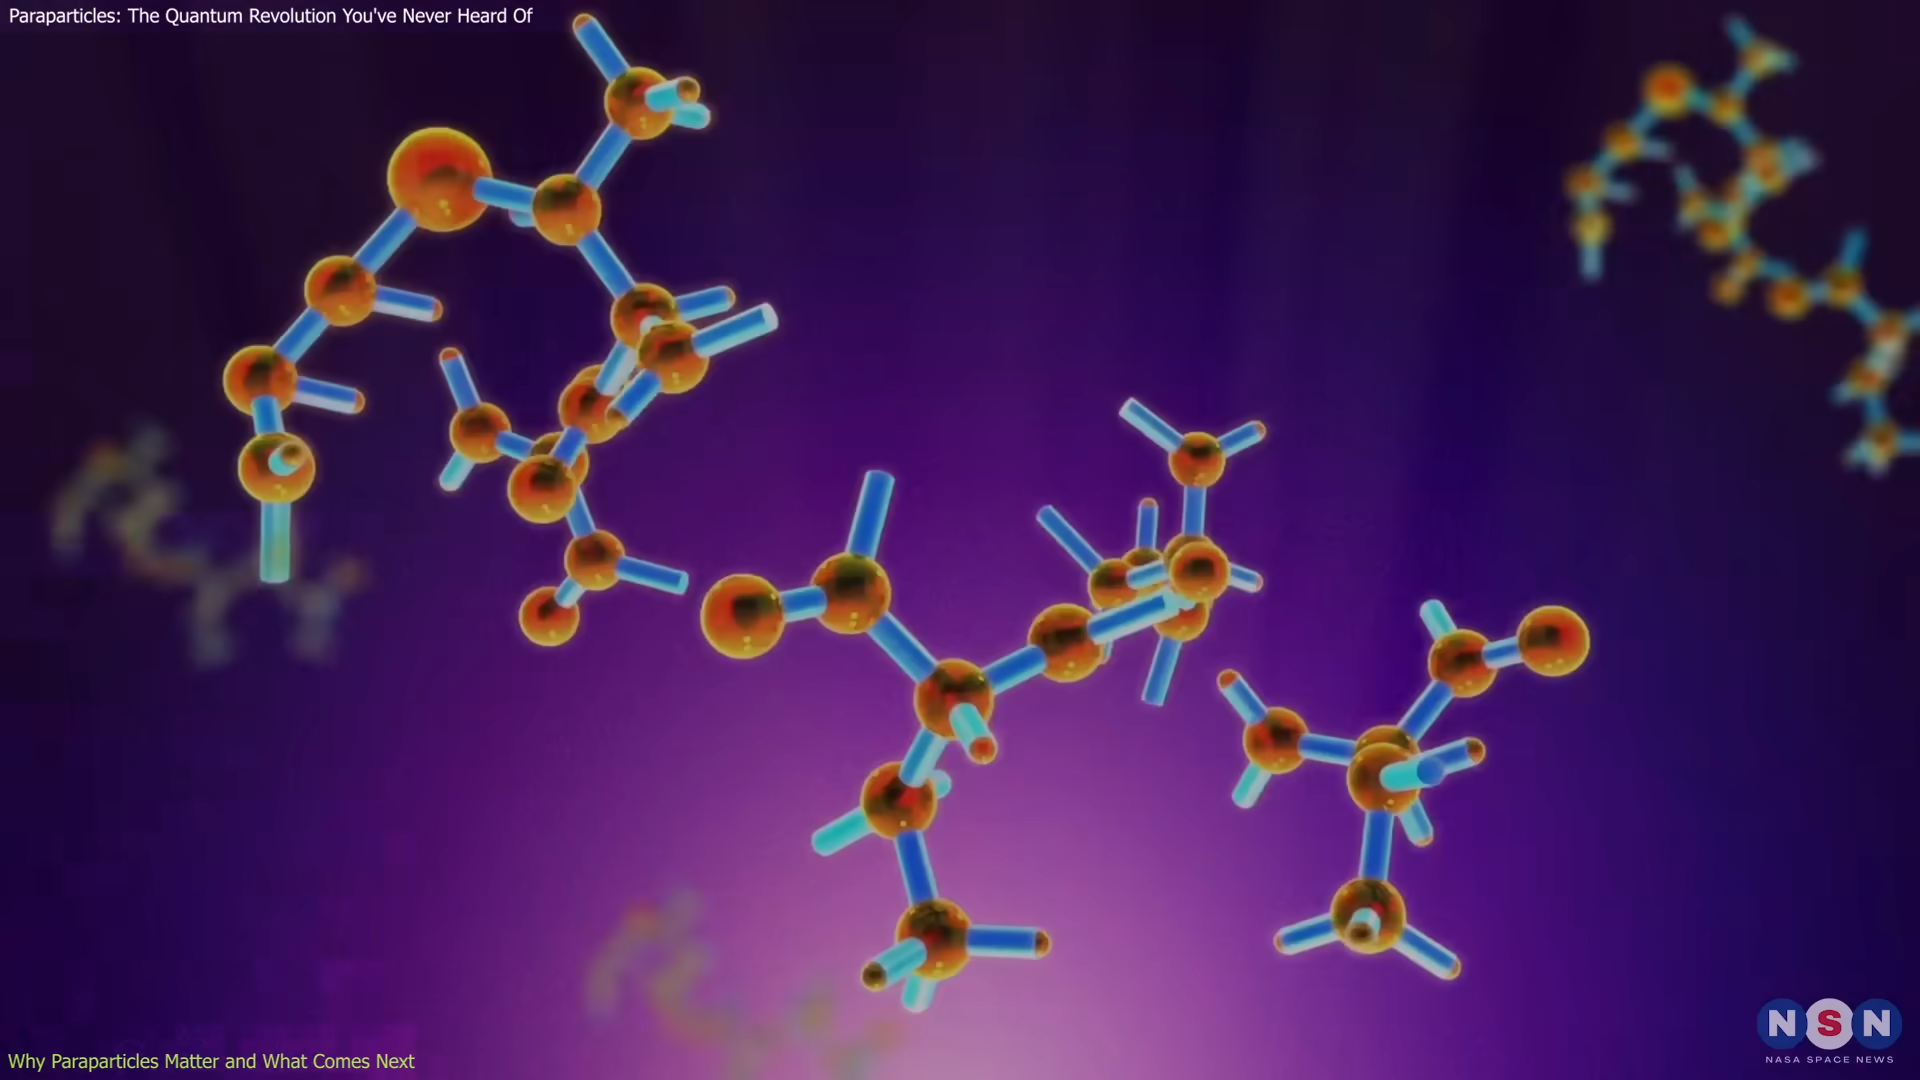 Paraparticles: The Quantum Revolution You've Never Heard Of
Why Paraparticles Matter and What Comes Next
NSN
NASA SPACE NEWS